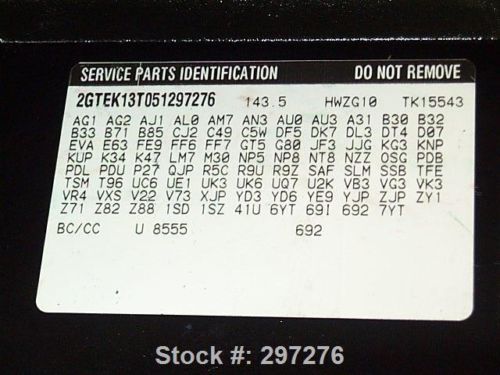 SERVICE PARTS IDENTIFICATION DO NOT REMOVE
2GTEK13T051297276 143.5 HWZG10 TK15543
AG1 AG2 AJ1 AL0 AM7 AN3 AU0 AU3 A31 B30 B32
B33 B71 B85 CJ2 C49 C5W DF5 DK7 DL3 DT4 D07
EVA E63 FE9 FF6 FF7 GT5 G80 JF3 JJG KG3 KNP
KUP K34 K47 LM7 M30 NP5 NP8 NT8 NZZ OSG PDB
PDL PDU P27 QJP R5C R9U R9Z SAF SLM SSB TFE
TSM T96 UC6 UE1 UK3 UK6 UQ7 U2K VB3 VG3 VK3
VR4 VXS V22 V73 XJP YD3 YD6 YE9 YJP ZJP ZY1
Z71 Z82 Z88 1SD 1SZ 41U 6YT 69I 692 7YT
BC/CC U 8555 692
Stock #: 297276